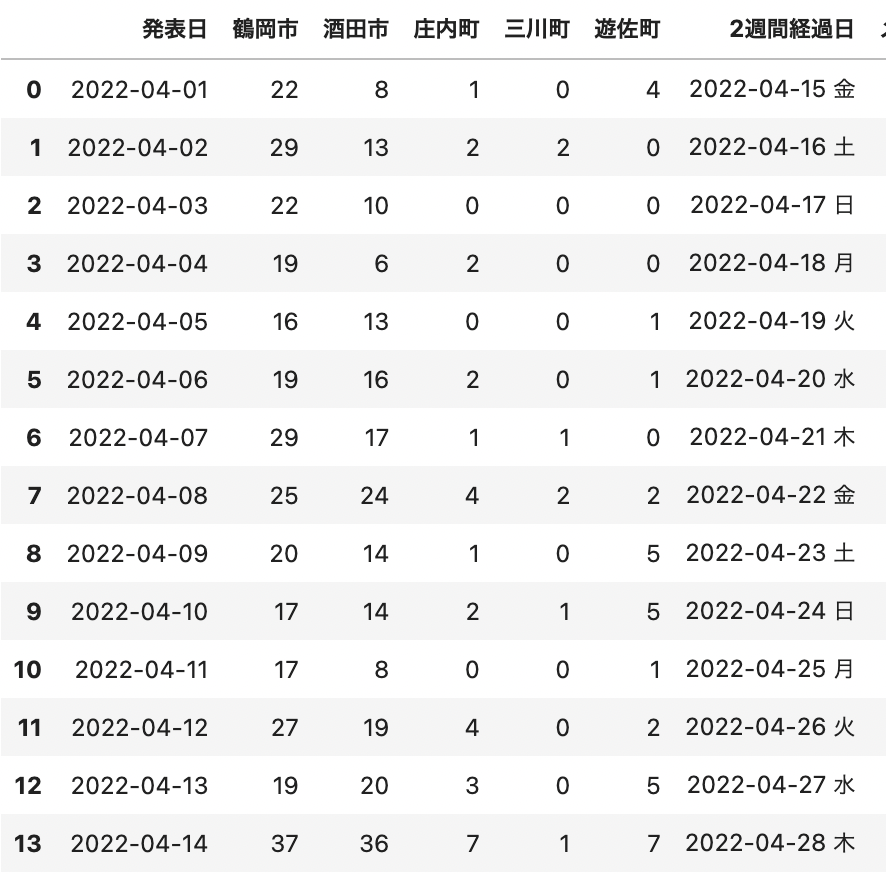 発表日 鶴岡市 酒田市 庄内町 三川町 遊佐町 2週間経過日
0 2022-04-01 22 8 1 0 4 2022-04-15 金
1 2022-04-02 29 13 2 2 0 2022-04-16 土
2 2022-04-03 22 10 0 0 0 2022-04-17 日
3 2022-04-04 19 6 2 0 0 2022-04-18 月
4 2022-04-05 16 13 0 0 1 2022-04-19 火
5 2022-04-06 19 16 2 0 1 2022-04-20 水
6 2022-04-07 29 17 1 1 0 2022-04-21 木
7 2022-04-08 25 24 4 2 2 2022-04-22 金
8 2022-04-09 20 14 1 0 5 2022-04-23 土
9 2022-04-10 17 14 2 1 5 2022-04-24 日
10 2022-04-11 17 8 0 0 1 2022-04-25 月
11 2022-04-12 27 19 4 0 2 2022-04-26 火
12 2022-04-13 19 20 3 0 5 2022-04-27 水
13 2022-04-14 37 36 7 1 7 2022-04-28 木